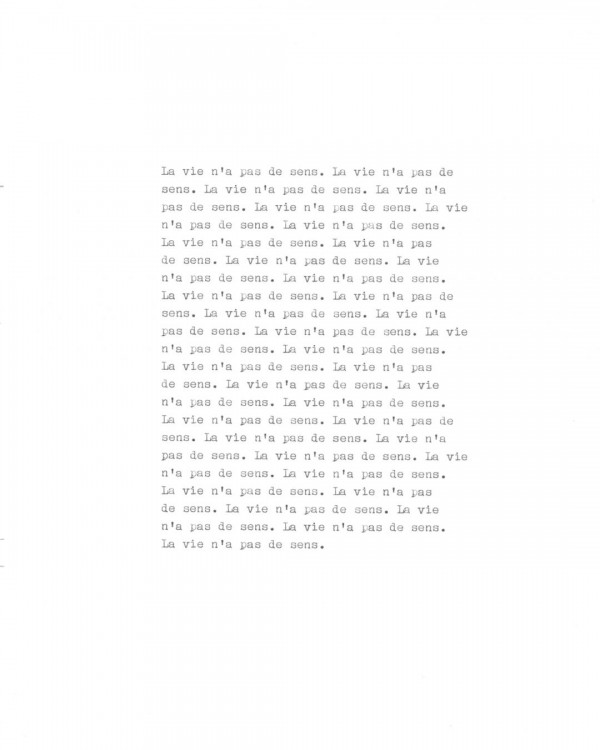 La vie n'a pas de sens. La vie n'a pas de
sens. La vie n'a pas de sens. La vie n'a
pas de sens. La vie n'a pas de sens. La vie
n'a pas de sens. La vie n'a pas de sens.
La vie n'a pas de sens. La vie n'a pas
de sens. La vie n'a pas de sens. La vie
n'a pas de sens. La vie n'a pas de sens.
La vie n'a pas de sens. La vie n'a pas de
sens. La vie n'a pas de sens. La vie n'a
pas de sens. La vie n'a pas de sens. La vie
n'a pas de sens. La vie n'a pas de sens.
La vie n'a pas de sens. La vie n'a pas
de sens. La vie n'a pas de sens. La vie
n'a pas de sens. La vie n'a pas de sens.
La vie n'a pas de sens. La vie n'a pas de
sens. La vie n'a pas de sens. La vie n'a
pas de sens. La vie n'a pas de sens. La vie
n'a pas de sens. La vie n'a pas de sens.
La vie n'a pas de sens. La vie n'a pas
de sens. La vie n'a pas de sens. La vie
n'a pas de sens. La vie n'a pas de sens.
La vie n'a pas de sens.